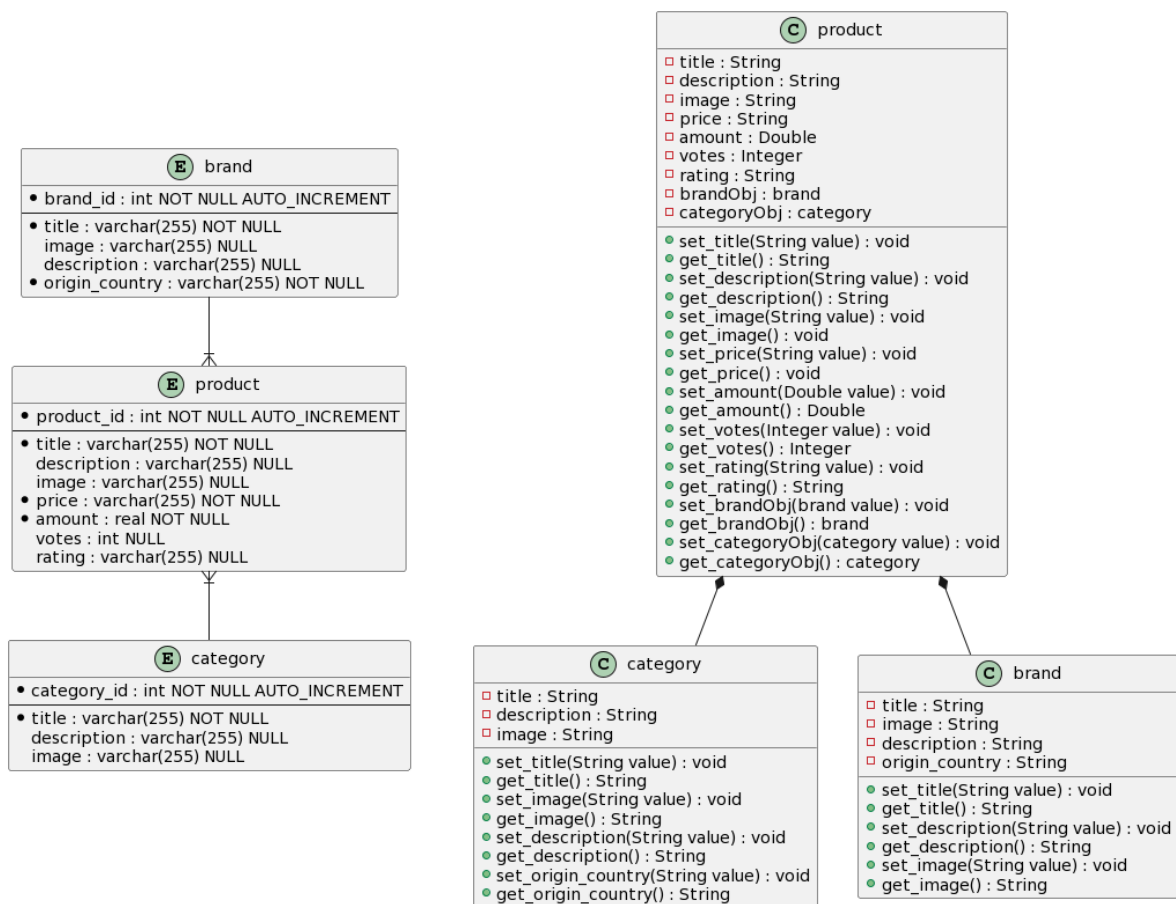 E brand
brand_id : int NOT NULL AUTO_INCREMENT
title : varchar(255) NOT NULL
image : varchar(255) NULL
description : varchar(255) NULL
origin_country : varchar(255) NOT NULL
E product
product_id : int NOT NULL AUTO_INCREMENT
title : varchar(255) NOT NULL
description : varchar(255) NULL
image : varchar(255) NULL
price : varchar(255) NOT NULL
amount : real NOT NULL
votes : int NULL
rating : varchar(255) NULL
E category
category_id : int NOT NULL AUTO_INCREMENT
title : varchar(255) NOT NULL
description : varchar(255) NULL
image : varchar(255) NULL
C product
title : String
description : String
image : String
price : String
amount : Double
votes : Integer
rating : String
brandObj : brand
categoryObj : category
set_title(String value) : void
get_title() : String
set_description(String value) : void
get_description() : String
set_image(String value) : void
get_image() : void
set_price(String value) : void
get_price() : void
set_amount(Double value) : void
get_amount() : Double
set_votes(Integer value) : void
get_votes() : Integer
set_rating(String value) : void
get_rating() : String
set_brandObj(brand value) : void
get_brandObj() : brand
set_categoryObj(category value) : void
get_categoryObj() : category
C category
title : String
description : String
image : String
set_title(String value) : void
get_title() : String
set_image(String value) : void
get_image() : String
set_description(String value) : void
get_description() : String
set_origin_country(String value) : void
get_origin_country() : String
C brand
title : String
image : String
description : String
origin_country : String
set_title(String value) : void
get_title() : String
set_description(String value) : void
get_description() : String
set_image(String value) : void
get_image() : String